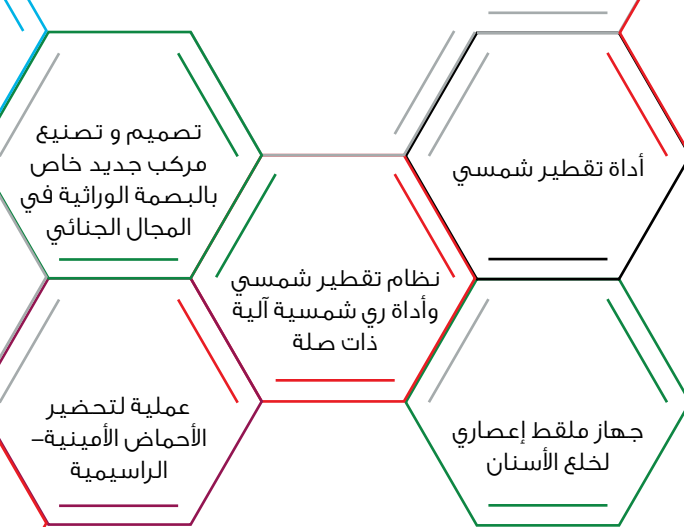 أداة تقطير شمسي
تصميم و تصنيع
مركب جديد خاص
بالبصمة الوراثية في
المجال الجنائي
نظام تقطير شمسي
وأداة ري شمسية آلية
ذات صلة
جهاز ملقط إعصاري
لخلع الأسنان
عملية لتحضير
الأحماض الأمينية-
الراسيمية